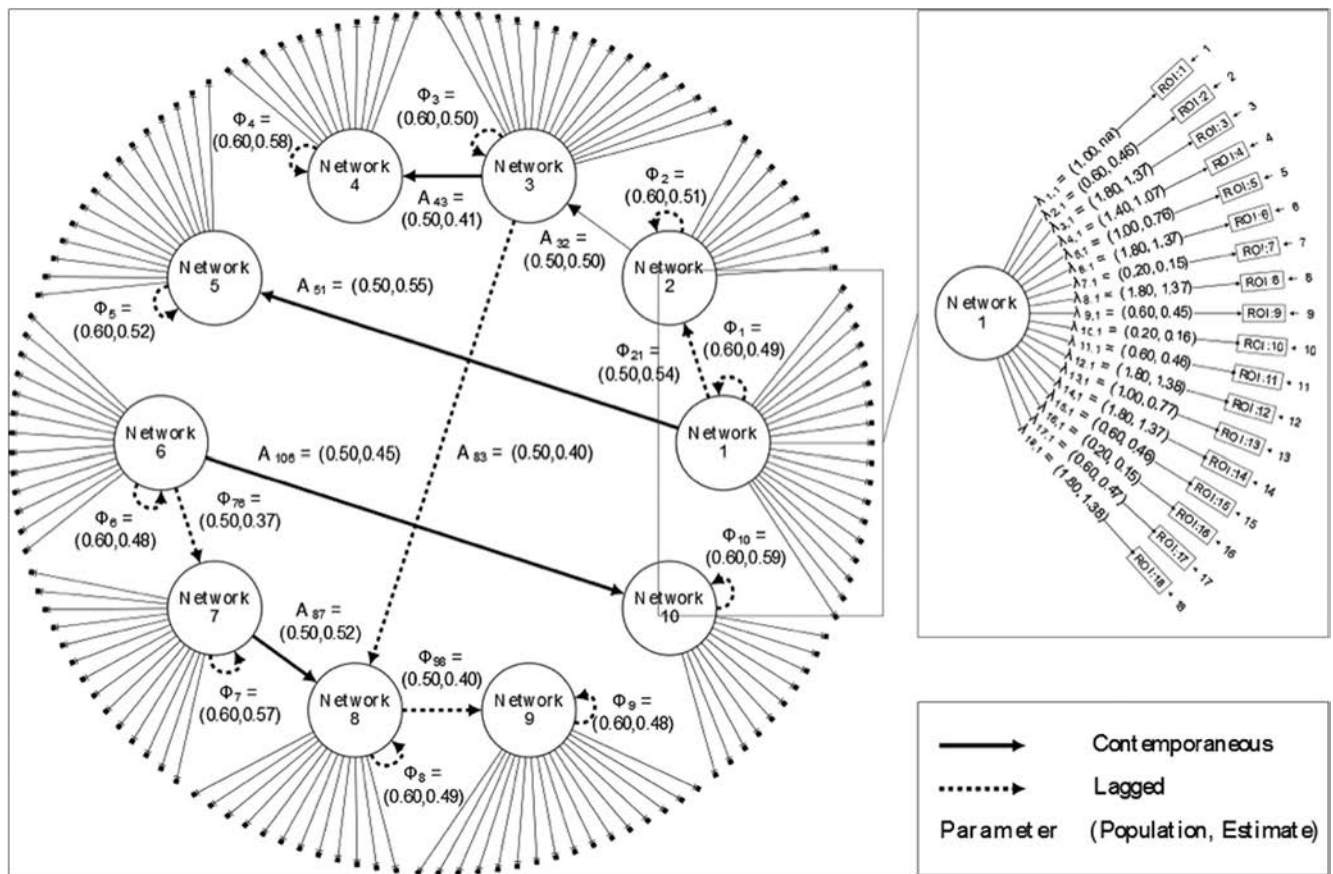 Φ₃ =
(0.60,0.50)
Φ₄ =
(0.60,0.58)
Network
4
Network
3
A₄₃ =
(0.50,0.41)
Φ₂ =
(0.60,0.51)
A₃₂ =
(0.50,0.50)
Network
5
Network
2
A₅₁ = (0.50,0.55)
Φ₅ =
(0.60,0.52)
Φ₁ =
(0.60,0.49)
Φ₂₁ =
(0.50,0.54)
Network
6
Network
1
A₁₀₆ = (0.50,0.45)
A₈₃ = (0.50,0.40)
Φ₆ =
(0.60,0.48)
Φ₇₆ =
(0.50,0.37)
Φ₁₀ =
(0.60,0.59)
Network
7
Network
10
A₈₇ =
(0.50,0.52)
Φ₇ =
(0.60,0.57)
Φ₉₈ =
(0.50,0.40)
Network
8
Network
9
Φ₉ =
(0.60,0.48)
Φ₈ =
(0.60,0.49)
Network
1
λ₁,₁ = (1.00, na) ROI:1 1
λ₂,₁ = (0.60, 0.46) ROI:2 2
λ₃,₁ = (1.80, 1.37) ROI:3 3
λ₄,₁ = (1.40, 1.07) ROI:4 4
λ₅,₁ = (1.00, 0.76) ROI:5 5
λ₆,₁ = (1.80, 1.37) ROI:6 6
λ₇,₁ = (0.20, 0.15) ROI:7 7
λ₈,₁ = (1.80, 1.37) ROI:8 8
λ₉,₁ = (0.60, 0.45) ROI:9 9
λ₁₀,₁ = (0.20, 0.16) ROI:10 10
λ₁₁,₁ = (0.60, 0.46) ROI:11 11
λ₁₂,₁ = (1.80, 1.38) ROI:12 12
λ₁₃,₁ = (1.00, 0.77) ROI:13 13
λ₁₄,₁ = (1.80, 1.37) ROI:14 14
λ₁₅,₁ = (0.60, 0.46) ROI:15 15
λ₁₆,₁ = (0.20, 0.15) ROI:16 16
λ₁₇,₁ = (0.60, 0.47) ROI:17 17
λ₁₈,₁ = (1.80, 1.38) ROI:18
Contemporaneous
Lagged
Parameter (Population, Estimate)